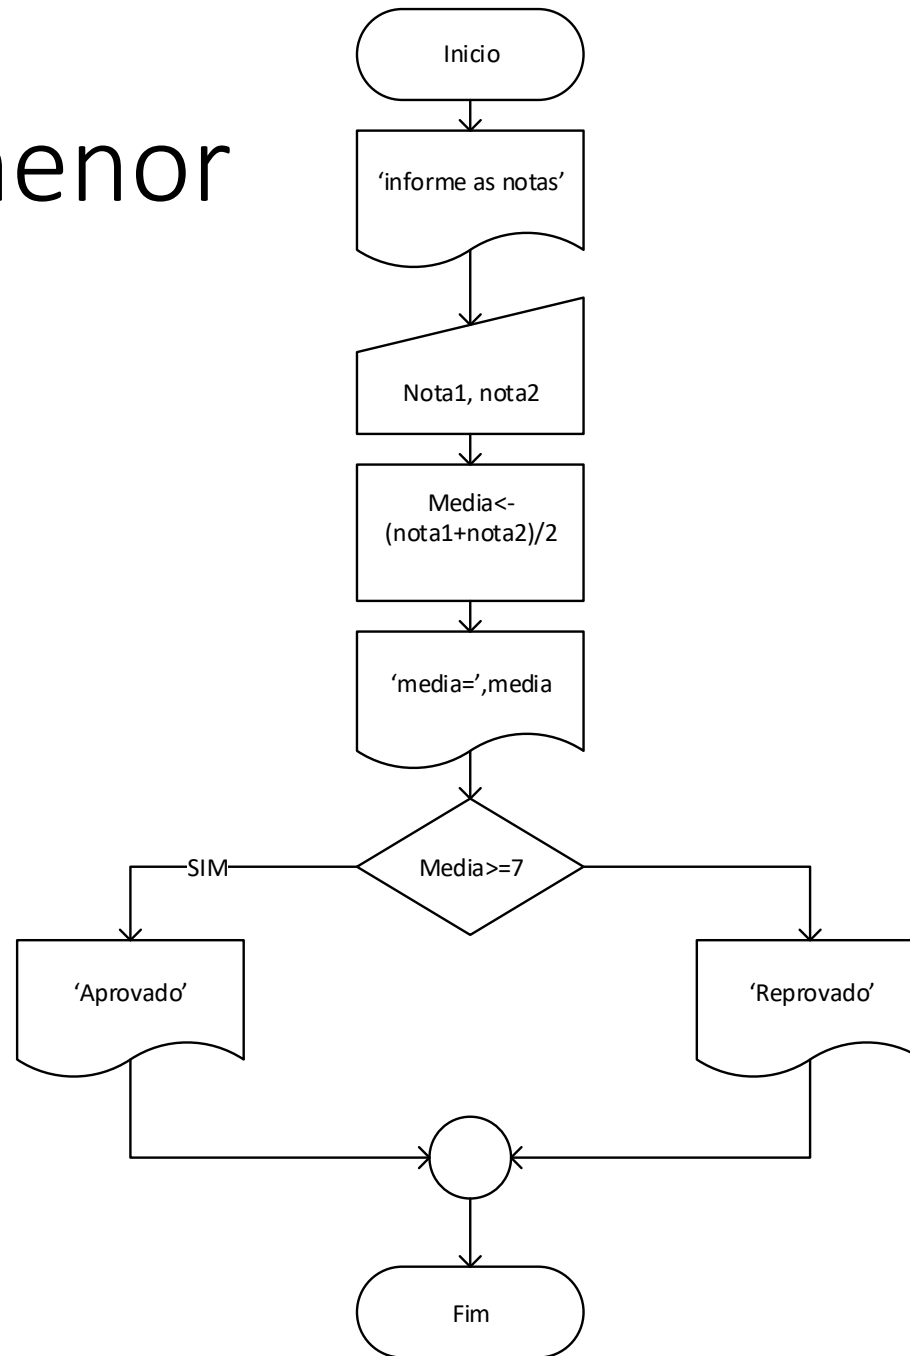 Inicio
menor
‘informe as notas’
Nota1, nota2
Media<-
(nota1+nota2)/2
‘media=’,media
SIM
Media>=7
‘Aprovado’
‘Reprovado’
Fim